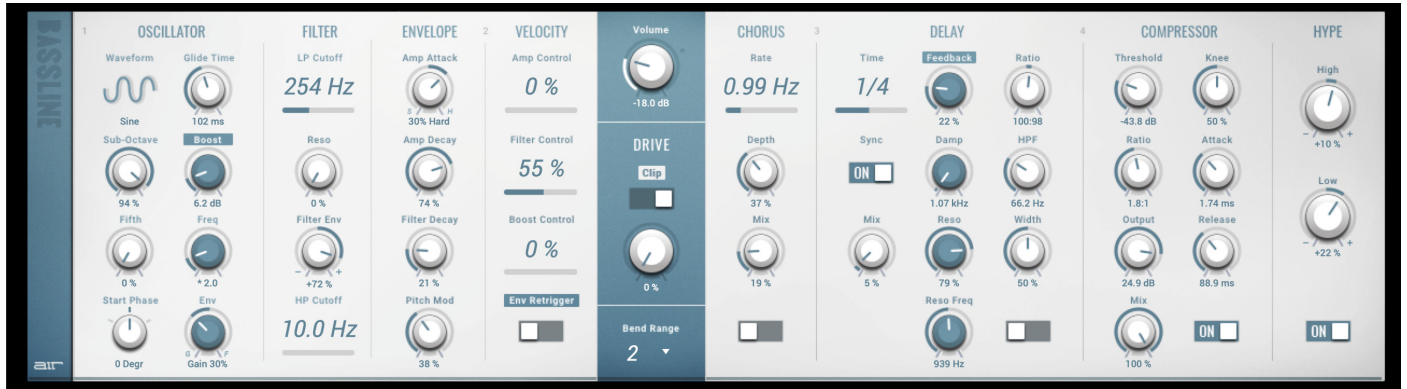 BASSLINE
air
1
OSCILLATOR
Waveform
Sine
Glide Time
102 ms
Sub-Octave
94 %
Boost
6.2 dB
Fifth
0 %
Freq
* 2.0
Start Phase
0 Degr
Env
G F
Gain 30%
FILTER
LP Cutoff
254 Hz
Reso
0 %
Filter Env
− +
+72 %
HP Cutoff
10.0 Hz
ENVELOPE
Amp Attack
S H
30% Hard
Amp Decay
74 %
Filter Decay
21 %
Pitch Mod
38 %
2
VELOCITY
Amp Control
0 %
Filter Control
55 %
Boost Control
0 %
Env Retrigger
Volume
-18.0 dB
DRIVE
Clip
0 %
Bend Range
2
CHORUS
Rate
0.99 Hz
Depth
37 %
Mix
19 %
3
DELAY
Time
1/4
Feedback
22 %
Ratio
100:98
Sync
ON
Damp
1.07 kHz
HPF
66.2 Hz
Mix
5 %
Reso
79 %
Width
50 %
Reso Freq
939 Hz
4
COMPRESSOR
Threshold
-43.8 dB
Knee
50 %
Ratio
1.8:1
Attack
1.74 ms
Output
24.9 dB
Release
88.9 ms
Mix
100 %
ON
HYPE
High
− +
+10 %
Low
− +
+22 %
ON